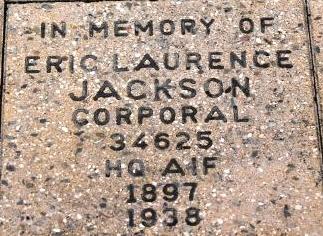 IN MEMORY OF
ERIC LAURENCE
JACKSON
CORPORAL
34625
HQ AIF
1897
1938